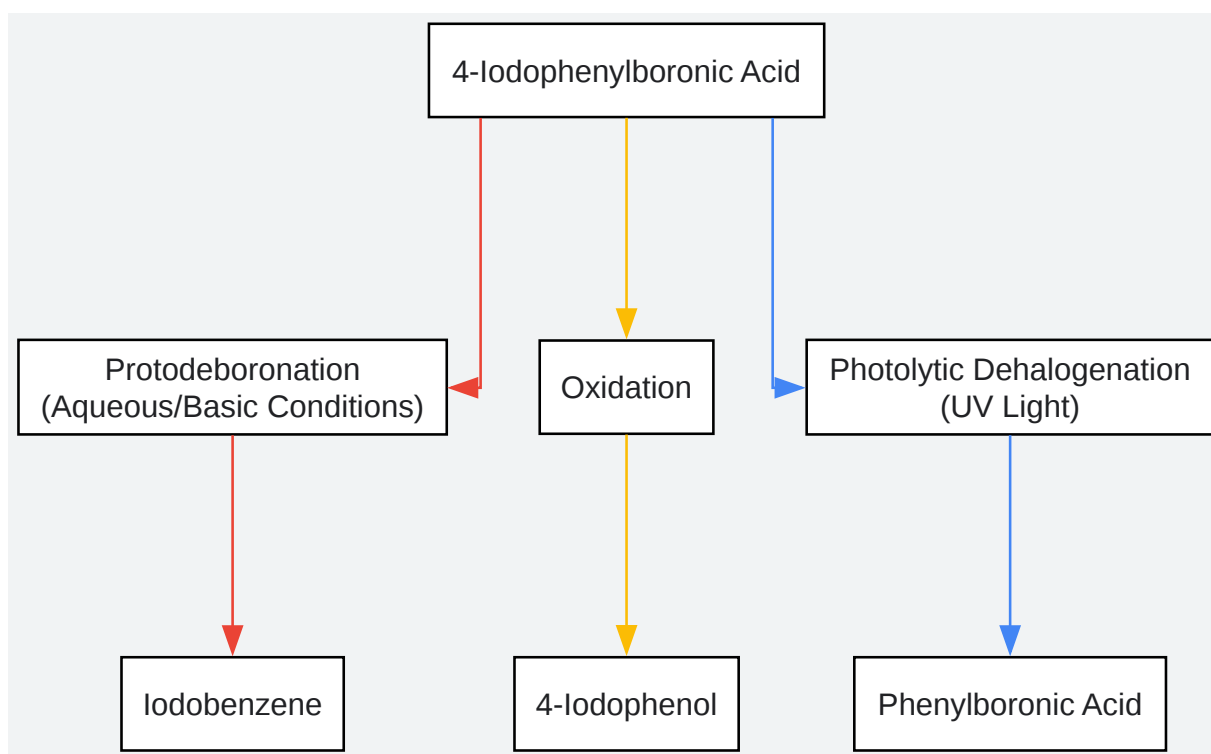 4-Iodophenylboronic Acid
Protodeboronation
(Aqueous/Basic Conditions)
Oxidation
Photolytic Dehalogenation
(UV Light)
Iodobenzene
4-Iodophenol
Phenylboronic Acid